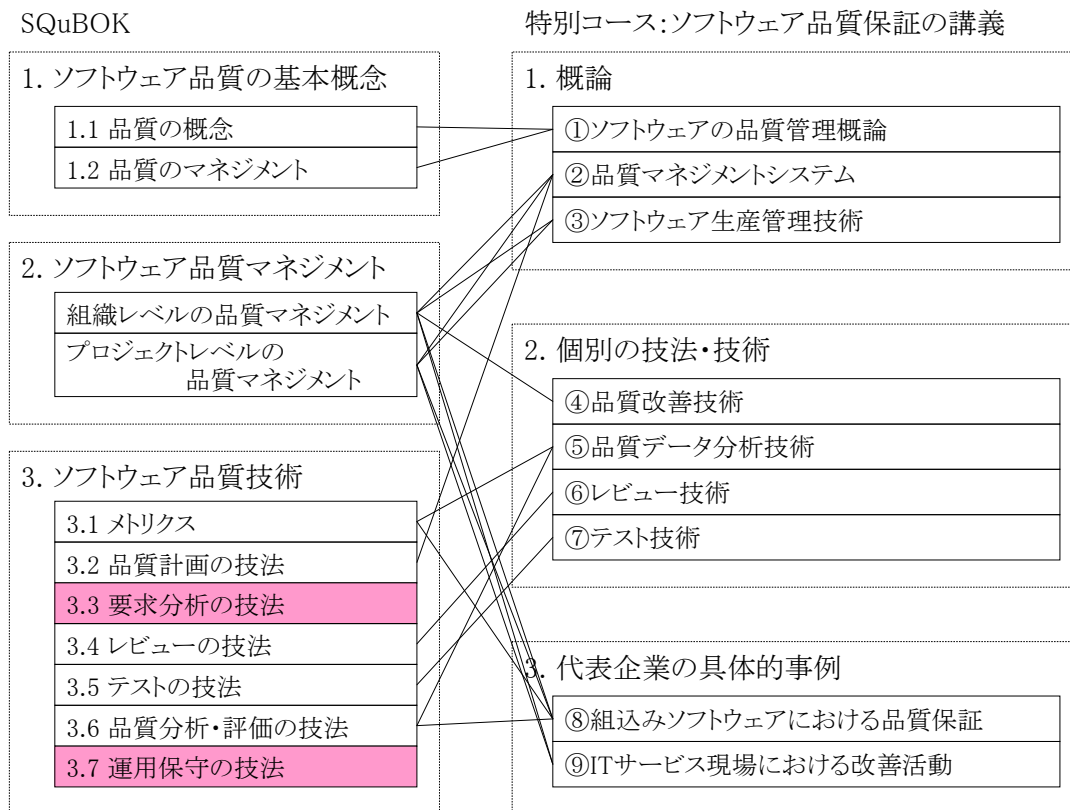 SQuBOK
1. ソフトウェア品質の基本概念
1.1 品質の概念
1.2 品質のマネジメント
2. ソフトウェア品質マネジメント
組織レベルの品質マネジメント
プロジェクトレベルの
品質マネジメント
3. ソフトウェア品質技術
3.1 メトリクス
3.2 品質計画の技法
3.3 要求分析の技法
3.4 レビューの技法
3.5 テストの技法
3.6 品質分析・評価の技法
3.7 運用保守の技法
特別コース:ソフトウェア品質保証の講義
1. 概論
①ソフトウェアの品質管理概論
②品質マネジメントシステム
③ソフトウェア生産管理技術
2. 個別の技法・技術
④品質改善技術
⑤品質データ分析技術
⑥レビュー技術
⑦テスト技術
3. 代表企業の具体的事例
⑧組込みソフトウェアにおける品質保証
⑨ITサービス現場における改善活動